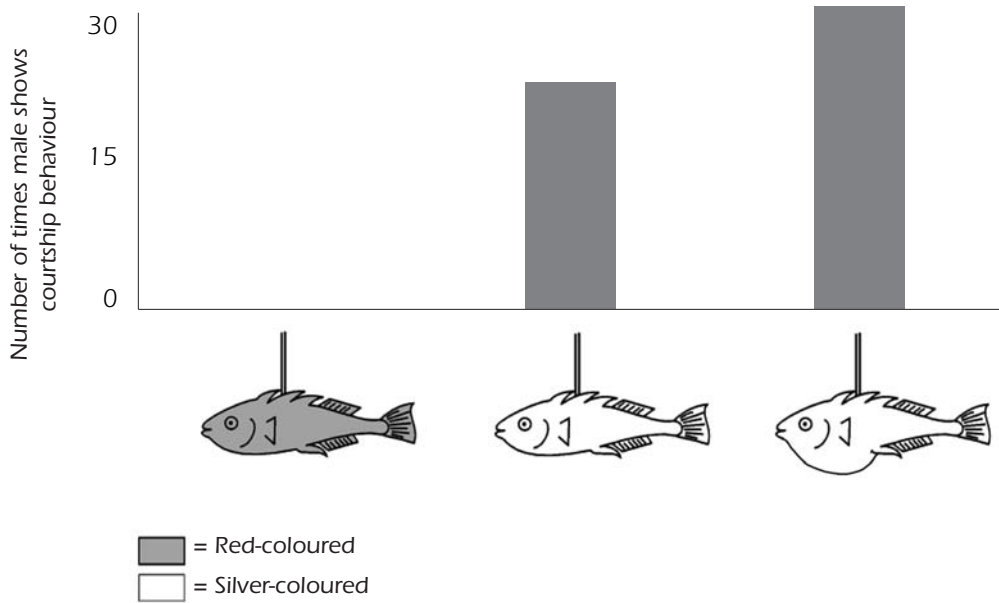 Number of times male shows
courtship behaviour
30
15
0
= Red-coloured
= Silver-coloured